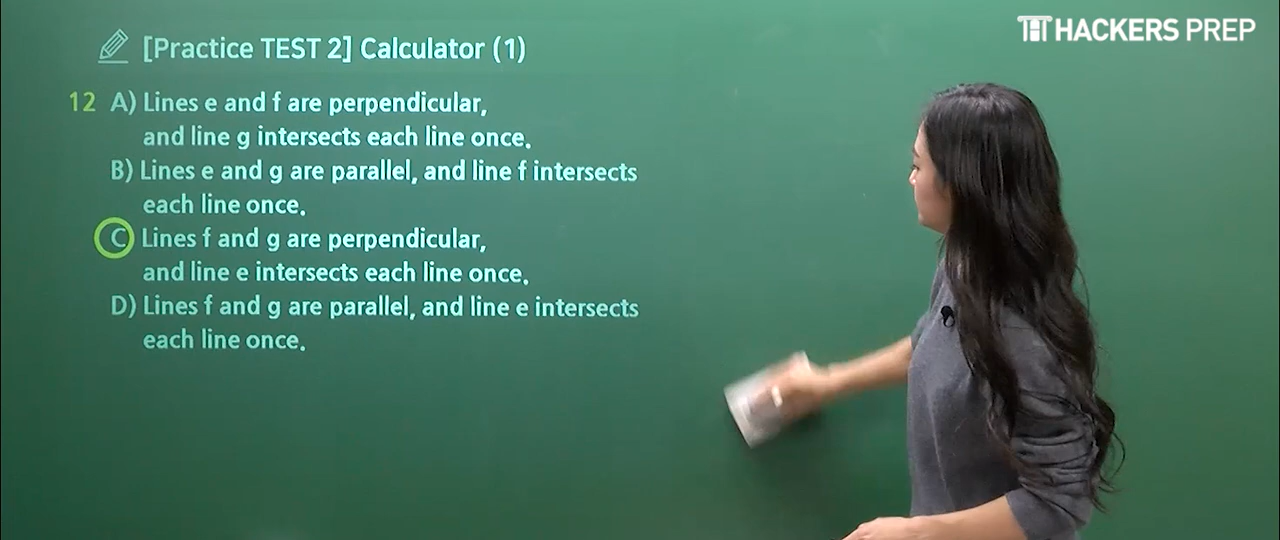 HACKERS PREP
[Practice TEST 2] Calculator (1)
12 A) Lines e and f are perpendicular,
and line g intersects each line once.
B) Lines e and g are parallel, and line f intersects
each line once.
C Lines f and g are perpendicular,
and line e intersects each line once.
D) Lines f and g are parallel, and line e intersects
each line once.